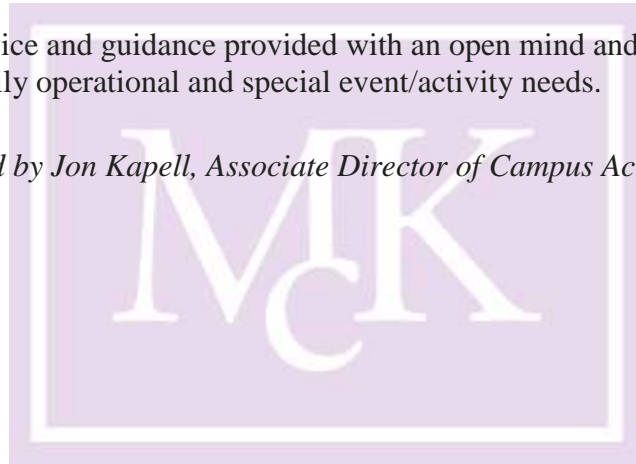 ice and guidance provided with an open mind and
ily operational and special event/activity needs.
d by Jon Kapell, Associate Director of Campus Ac
McK